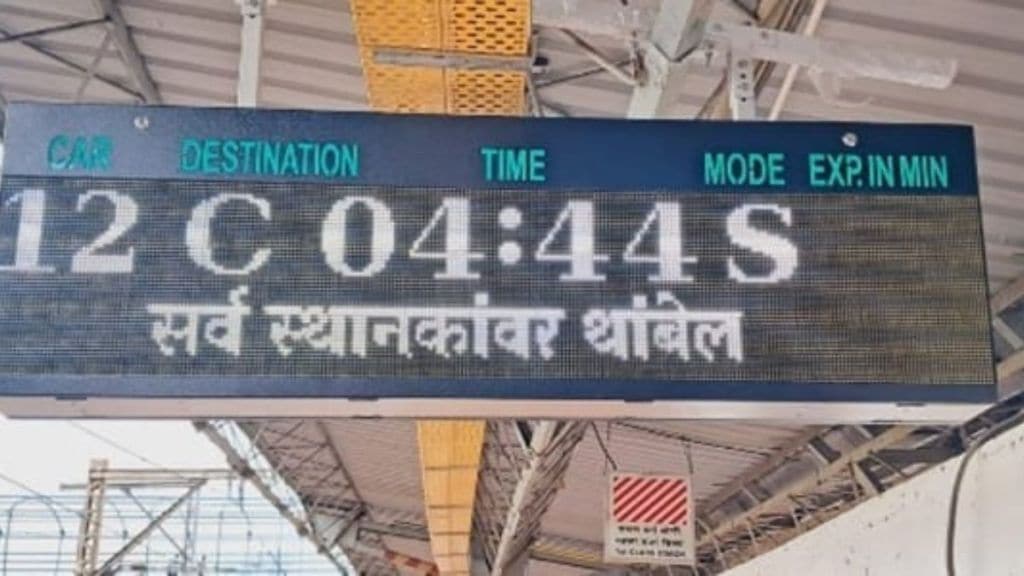 CAR DESTINATION TIME MODE EXP. IN MIN
12 C 04:44 S
सर्व स्थानकांवर थांबेल